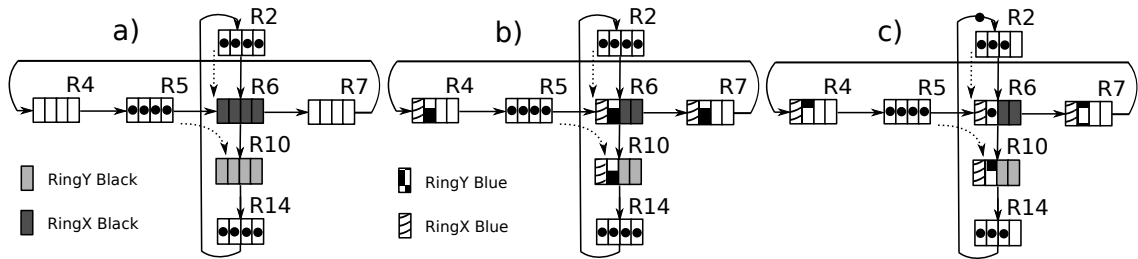 a)
R2
R4
R5
R6
R7
R10
R14
RingY Black
RingX Black
b)
R2
R4
R5
R6
R7
R10
R14
RingY Blue
RingX Blue
c)
R2
R4
R5
R6
R7
R10
R14